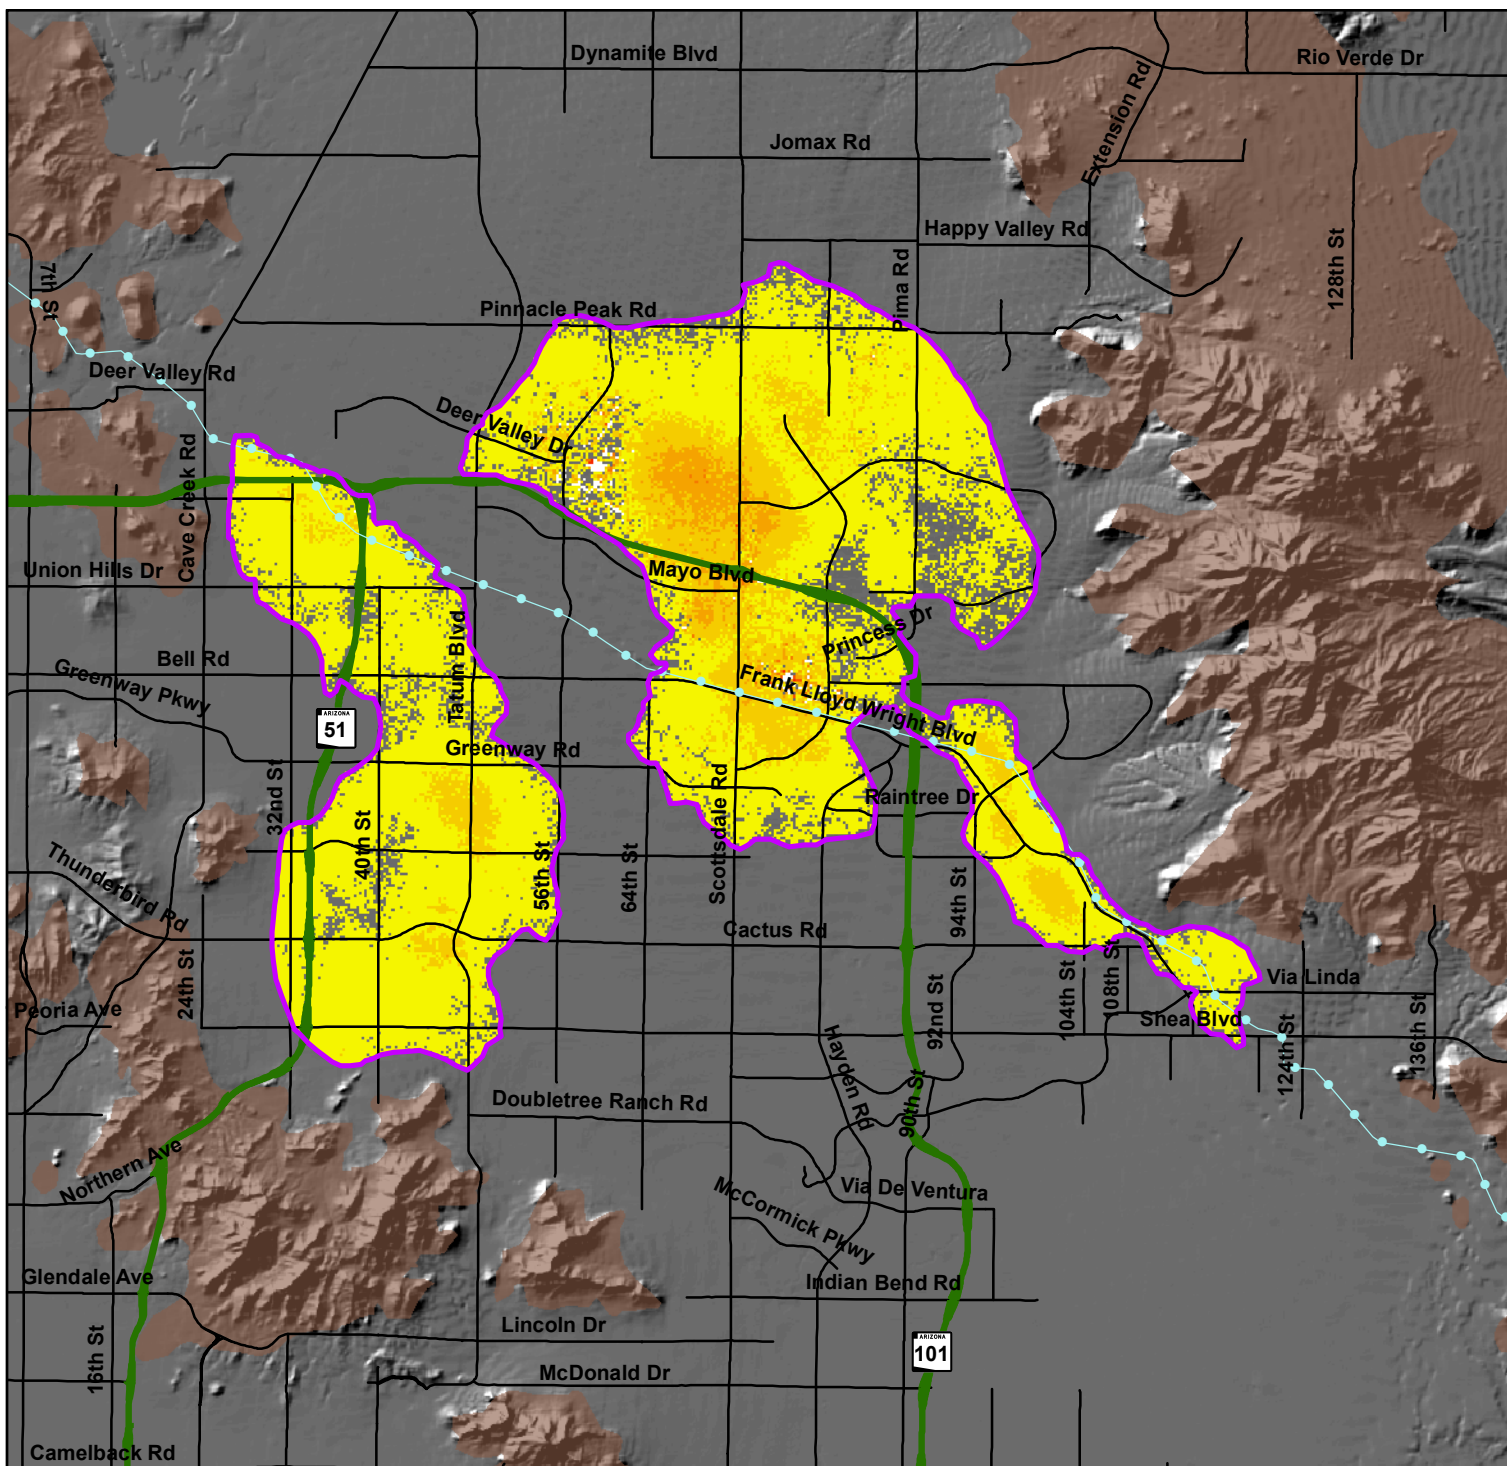 Dynamite Blvd
Rio Verde Dr
Extension Rd
Jomax Rd
Happy Valley Rd
128th St
Pima Rd
7th St
Pinnacle Peak Rd
Deer Valley Rd
Deer Valley Dr
Cave Creek Rd
Union Hills Dr
Mayo Blvd
Princess Dr
Bell Rd
Greenway Pkwy
Tatum Blvd
Frank Lloyd Wright Blvd
ARIZONA
51
Greenway Rd
32nd St
Raintree Dr
40th St
Scottsdale Rd
56th St
64th St
Thunderbird Rd
94th St
Cactus Rd
24th St
104th St
108th St
Via Linda
Peoria Ave
92nd St
Shea Blvd
136th St
124th St
Hayden Rd
90th St
Doubletree Ranch Rd
Northern Ave
Via De Ventura
McCormick Pkwy
Glendale Ave
Indian Bend Rd
Lincoln Dr
16th St
ARIZONA
101
McDonald Dr
Camelback Rd